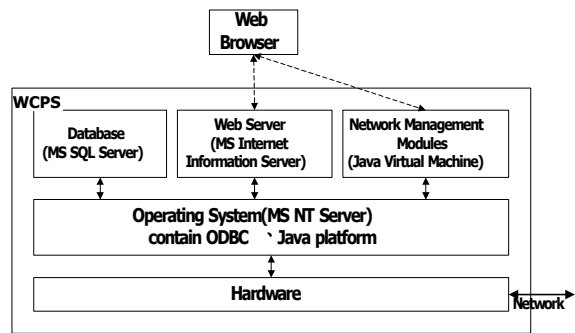 Web
Browser
WCPS
Database
(MS SQL Server)
Web Server
(MS Internet
Information Server)
Network Management
Modules
(Java Virtual Machine)
Operating System(MS NT Server)
contain ODBC 、Java platform
Hardware
Network